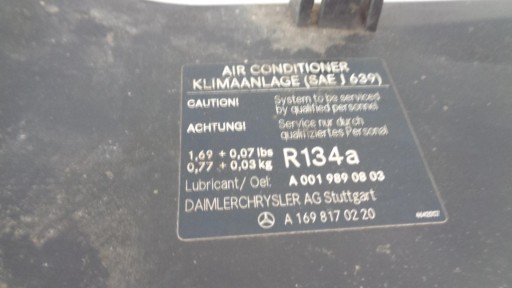 AIR CONDITIONER
KLIMAANLAGE (SAE J 639)
CAUTION!
System to be services
by qualified personnel
ACHTUNG!
Service nur durch
qualifiziertes Personal
1,69 + 0,07 lbs
0,77 + 0,03 kg
R134a
Lubricant/ Oel: A 001 989 08 03
DAIMLERCHRYSLER AG Stuttgart
A 169 817 02 20